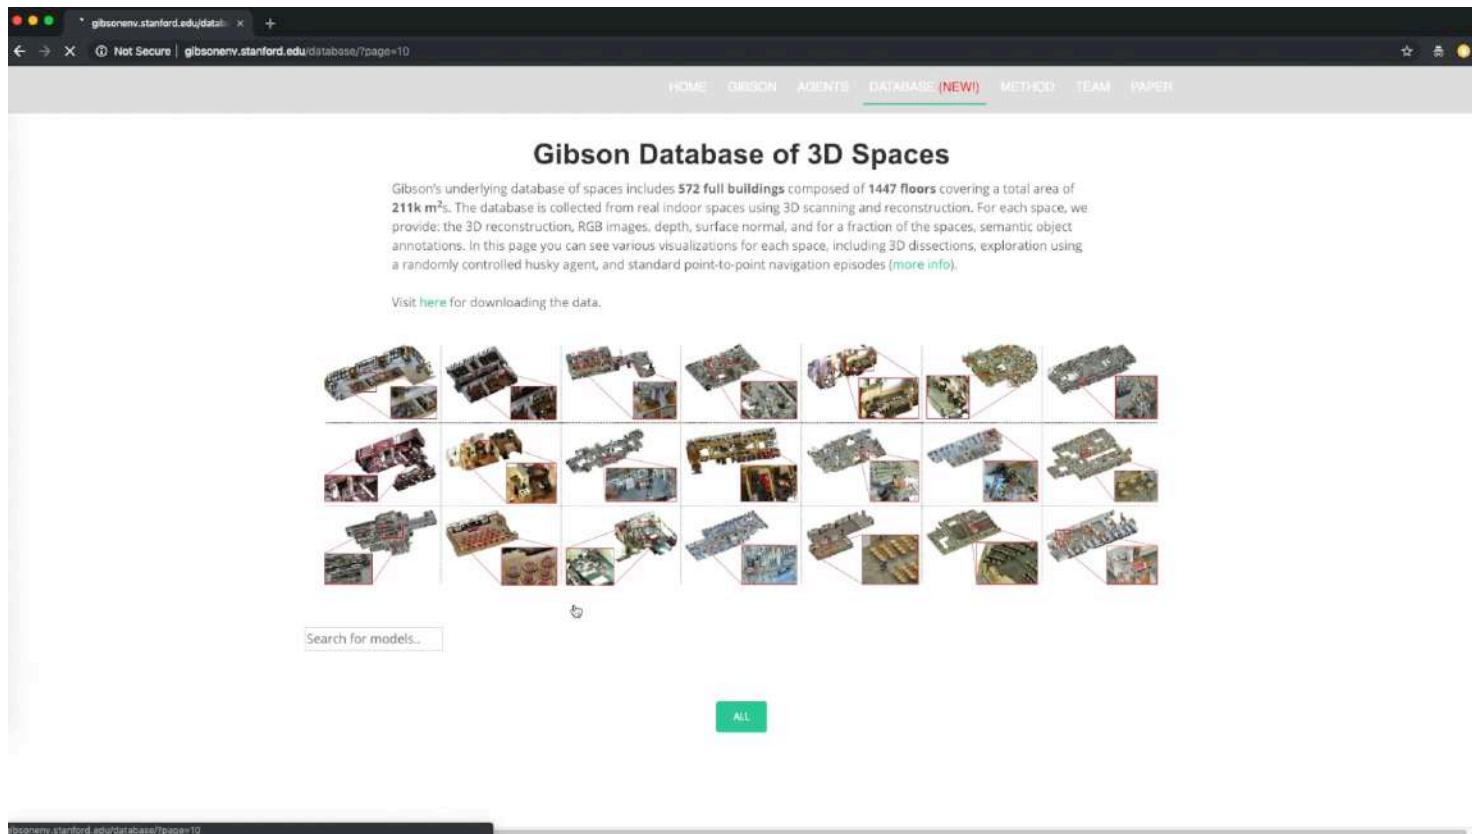 gibsonenv.stanford.edu/datab
Not Secure | gibsonenv.stanford.edu/database/?page=10
HOME GIBSON AGENTS DATABASE (NEW!) METHOD TEAM PAPER
Gibson Database of 3D Spaces
Gibson's underlying database of spaces includes 572 full buildings composed of 1447 floors covering a total area of
211k m²s. The database is collected from real indoor spaces using 3D scanning and reconstruction. For each space, we
provide: the 3D reconstruction, RGB images, depth, surface normal, and for a fraction of the spaces, semantic object
annotations. In this page you can see various visualizations for each space, including 3D dissections, exploration using
a randomly controlled husky agent, and standard point-to-point navigation episodes (more info).
Visit here for downloading the data.
Search for models..
ALL
gibsonenv.stanford.edu/database/?page=10